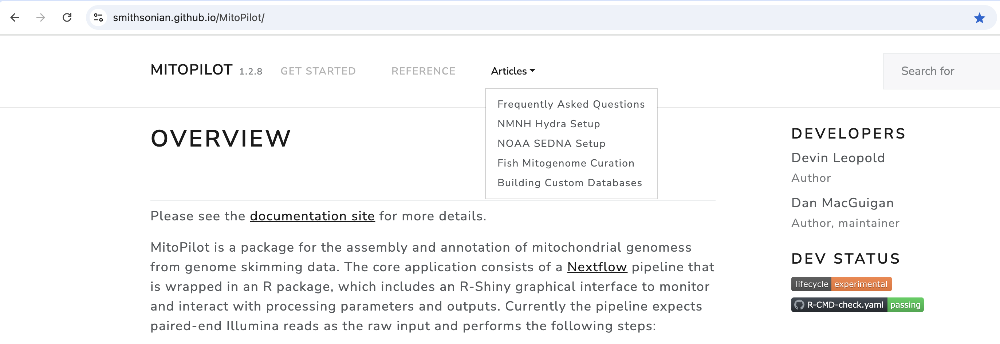 smithsonian.github.io/MitoPilot/
MITOPILOT 1.2.8 GET STARTED REFERENCE Articles Search for
Frequently Asked Questions
NMNH Hydra Setup
NOAA SEDNA Setup
Fish Mitogenome Curation
Building Custom Databases
OVERVIEW
Please see the documentation site for more details.
MitoPilot is a package for the assembly and annotation of mitochondrial genomess
from genome skimming data. The core application consists of a Nextflow pipeline that
is wrapped in an R package, which includes an R-Shiny graphical interface to monitor
and interact with processing parameters and outputs. Currently the pipeline expects
paired-end Illumina reads as the raw input and performs the following steps:
DEVELOPERS
Devin Leopold
Author
Dan MacGuigan
Author, maintainer
DEV STATUS
lifecycle experimental
R-CMD-check.yaml passing